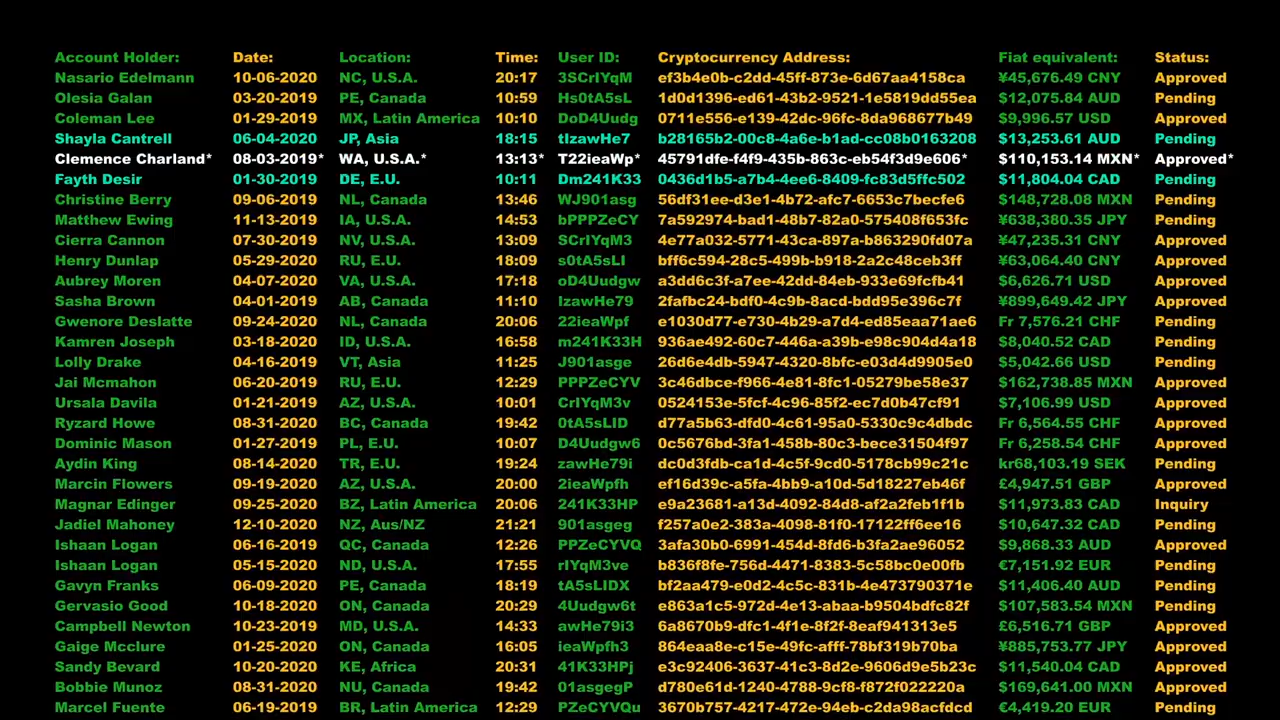 Account Holder: Date: Location: Time: User ID: Cryptocurrency Address: Fiat equivalent: Status:
Nasario Edelmann 10-06-2020 NC, U.S.A. 20:17 3SCrIYqM ef3b4e0b-c2dd-45ff-873e-6d67aa4158ca ¥45,676.49 CNY Approved
Olesia Galan 03-20-2019 PE, Canada 10:59 Hs0tA5sL 1d0d1396-ed61-43b2-9521-1e5819dd55ea $12,075.84 AUD Pending
Coleman Lee 01-29-2019 MX, Latin America 10:10 DoD4Uudg 0711e556-e139-42dc-96fc-8da968677b49 $9,996.57 USD Approved
Shayla Cantrell 06-04-2020 JP, Asia 18:15 tIzawHe7 b28165b2-00c8-4a6e-b1ad-cc08b0163208 $13,253.61 AUD Pending
Clemence Charland* 08-03-2019* WA, U.S.A.* 13:13* T22ieaWp* 45791dfe-f4f9-435b-863c-eb54f3d9e606* $110,153.14 MXN* Approved*
Fayth Desir 01-30-2019 DE, E.U. 10:11 Dm241K33 0436d1b5-a7b4-4ee6-8409-fc83d5ffc502 $11,804.04 CAD Pending
Christine Berry 09-06-2019 NL, Canada 13:46 WJ901asg 56df31ee-d3e1-4b72-afc7-6653c7becfe6 $148,728.08 MXN Pending
Matthew Ewing 11-13-2019 IA, U.S.A. 14:53 bPPPZeCY 7a592974-bad1-48b7-82a0-575408f653fc ¥638,380.35 JPY Pending
Cierra Cannon 07-30-2019 NV, U.S.A. 13:09 SCrIYqM3 4e77a032-5771-43ca-897a-b863290fd07a ¥47,235.31 CNY Approved
Henry Dunlap 05-29-2020 RU, E.U. 18:09 s0tA5sLI bff6c594-28c5-499b-b918-2a2c48ceb3ff ¥63,064.40 CNY Approved
Aubrey Moren 04-07-2020 VA, U.S.A. 17:18 oD4Uudgw a3dd6c3f-a7ee-42dd-84eb-933e69fcfb41 $6,626.71 USD Approved
Sasha Brown 04-01-2019 AB, Canada 11:10 IzawHe79 2fafbc24-bdf0-4c9b-8acd-bdd95e396c7f ¥899,649.42 JPY Approved
Gwenore Deslatte 09-24-2020 NL, Canada 20:06 22ieaWpf e1030d77-e730-4b29-a7d4-ed85eaa71ae6 Fr 7,576.21 CHF Pending
Kamren Joseph 03-18-2020 ID, U.S.A. 16:58 m241K33H 936ae492-60c7-446a-a39b-e98c904d4a18 $8,040.52 CAD Pending
Lolly Drake 04-16-2019 VT, Asia 11:25 J901asge 26d6e4db-5947-4320-8bfc-e03d4d9905e0 $5,042.66 USD Pending
Jai Mcmahon 06-20-2019 RU, E.U. 12:29 PPPZeCYV 3c46dbce-f966-4e81-8fc1-05279be58e37 $162,738.85 MXN Approved
Ursala Davila 01-21-2019 AZ, U.S.A. 10:01 CrIYqM3v 0524153e-5fcf-4c96-85f2-ec7d0b47cf91 $7,106.99 USD Approved
Ryzard Howe 08-31-2020 BC, Canada 19:42 0tA5sLID d77a5b63-dfd0-4c61-95a0-5330c9c4dbdc Fr 6,564.55 CHF Approved
Dominic Mason 01-27-2019 PL, E.U. 10:07 D4Uudgw6 0c5676bd-3fa1-458b-80c3-bece31504f97 Fr 6,258.54 CHF Approved
Aydin King 08-14-2020 TR, E.U. 19:24 zawHe79i dc0d3fdb-ca1d-4c5f-9cd0-5178cb99c21c kr68,103.19 SEK Pending
Marcin Flowers 09-19-2020 AZ, U.S.A. 20:00 2ieaWpfh ef16d39c-a5fa-4bb9-a10d-5d18227eb46f £4,947.51 GBP Approved
Magnar Edinger 09-25-2020 BZ, Latin America 20:06 241K33HP e9a23681-a13d-4092-84d8-af2a2feb1f1b $11,973.83 CAD Inquiry
Jadiel Mahoney 12-10-2020 NZ, Aus/NZ 21:21 901asgeg f257a0e2-383a-4098-81f0-17122ff6ee16 $10,647.32 CAD Pending
Ishaan Logan 06-16-2019 QC, Canada 12:26 PPZeCYVQ 3afa30b0-6991-454d-8fd6-b3fa2ae96052 $9,868.33 AUD Approved
Ishaan Logan 05-15-2020 ND, U.S.A. 17:55 rIYqM3ve b836f8fe-756d-4471-8383-5c58bc0e00fb €7,151.92 EUR Pending
Gavyn Franks 06-09-2020 PE, Canada 18:19 tA5sLIDX bf2aa479-e0d2-4c5c-831b-4e473790371e $11,406.40 AUD Pending
Gervasio Good 10-18-2020 ON, Canada 20:29 4Uudgw6t e863a1c5-972d-4e13-abaa-b9504bdfc82f $107,583.54 MXN Pending
Campbell Newton 10-23-2019 MD, U.S.A. 14:33 awHe79i3 6a8670b9-dfc1-4f1e-8f2f-8eaf941313e5 £6,516.71 GBP Approved
Gaige Mcclure 01-25-2020 ON, Canada 16:05 ieaWpfh3 864eaa8e-c15e-49fc-afff-78bf319b70ba ¥885,753.77 JPY Pending
Sandy Bevard 10-20-2020 KE, Africa 20:31 41K33HPj e3c92406-3637-41c3-8d2e-9606d9e5b23c $11,540.04 CAD Pending
Bobbie Munoz 08-31-2020 NU, Canada 19:42 01asgegP d780e61d-1240-4788-9cf8-f872f022220a $169,641.00 MXN Pending
Marcel Fuente 06-19-2019 BR, Latin America 12:29 PZeCYVQu 3670b757-4217-472e-94eb-c2da98acfdcd €4,419.20 EUR Pending